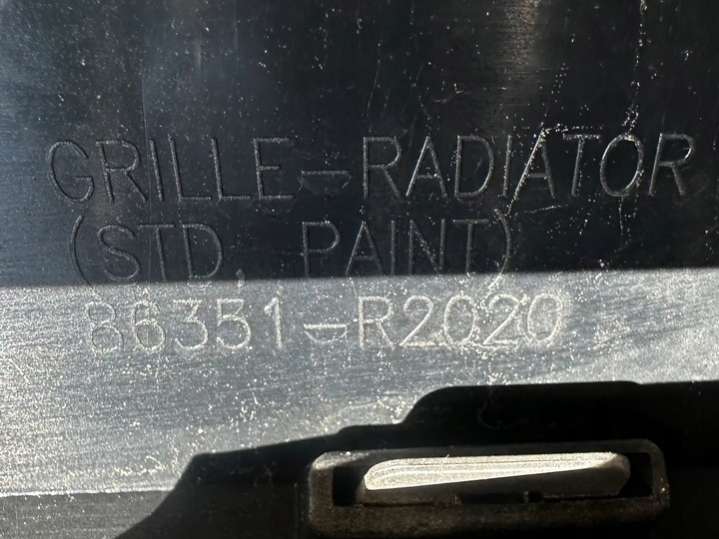 GRILLE-RADIATOR
(STD, PAINT)
86351-R2020